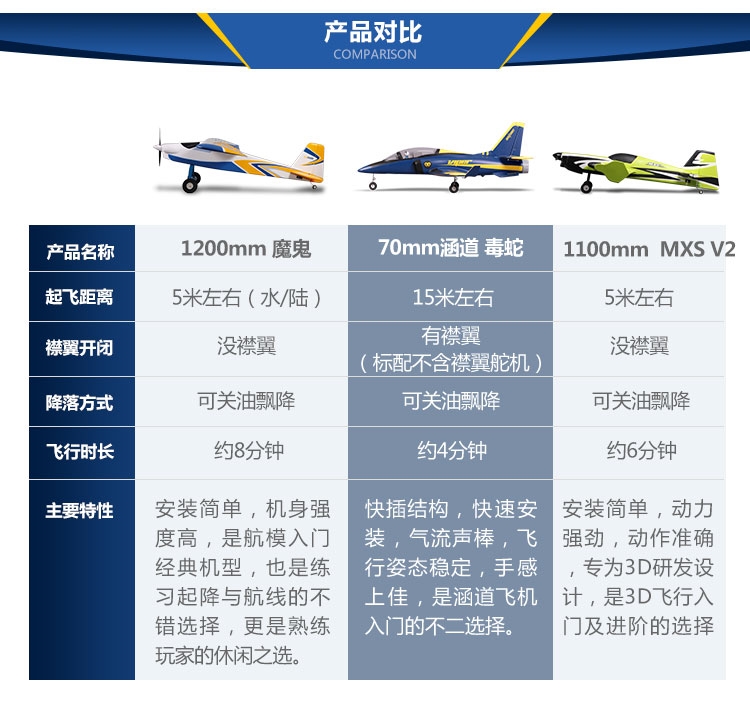 产品对比
COMPARISON
产品名称
1200mm 魔鬼
70mm涵道 毒蛇
1100mm MXS V2
起飞距离
5米左右（水/陆）
15米左右
5米左右
襟翼开闭
没襟翼
有襟翼
（标配不含襟翼舵机）
没襟翼
降落方式
可关油飘降
可关油飘降
可关油飘降
飞行时长
约8分钟
约4分钟
约6分钟
主要特性
安装简单，机身强
度高，是航模入门
经典机型，也是练
习起降与航线的不
错选择，更是熟练
玩家的休闲之选。
快插结构，快速安
装，气流声棒，飞
行姿态稳定，手感
上佳，是涵道飞机
入门的不二选择。
安装简单，动力
强劲，动作准确
，专为3D研发设
计，是3D飞行入
门及进阶的选择